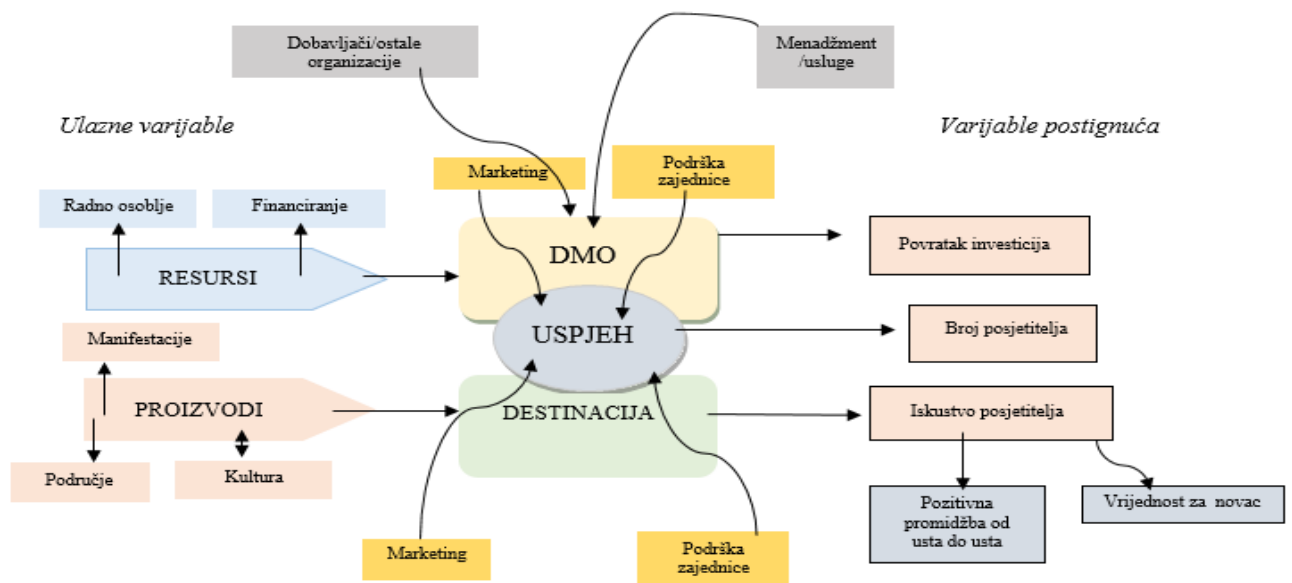 Dobavljači/ostale
organizacije
Menadžment
/usluge
Ulazne varijable
Varijable postignuća
Marketing
Podrška
zajednice
Radno osoblje
Financiranje
DMO
Povratak investicija
RESURSI
USPJEH
Broj posjetitelja
Manifestacije
PROIZVODI
DESTINACIJA
Iskustvo posjetitelja
Područje
Kultura
Pozitivna
promidžba od
usta do usta
Vrijednost za novac
Marketing
Podrška
zajednice